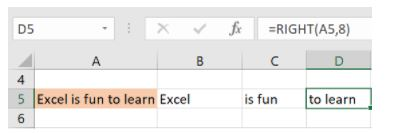 D5 fx =RIGHT(A5,8)
A B C D
4
5 Excel is fun to learn Excel is fun to learn
6